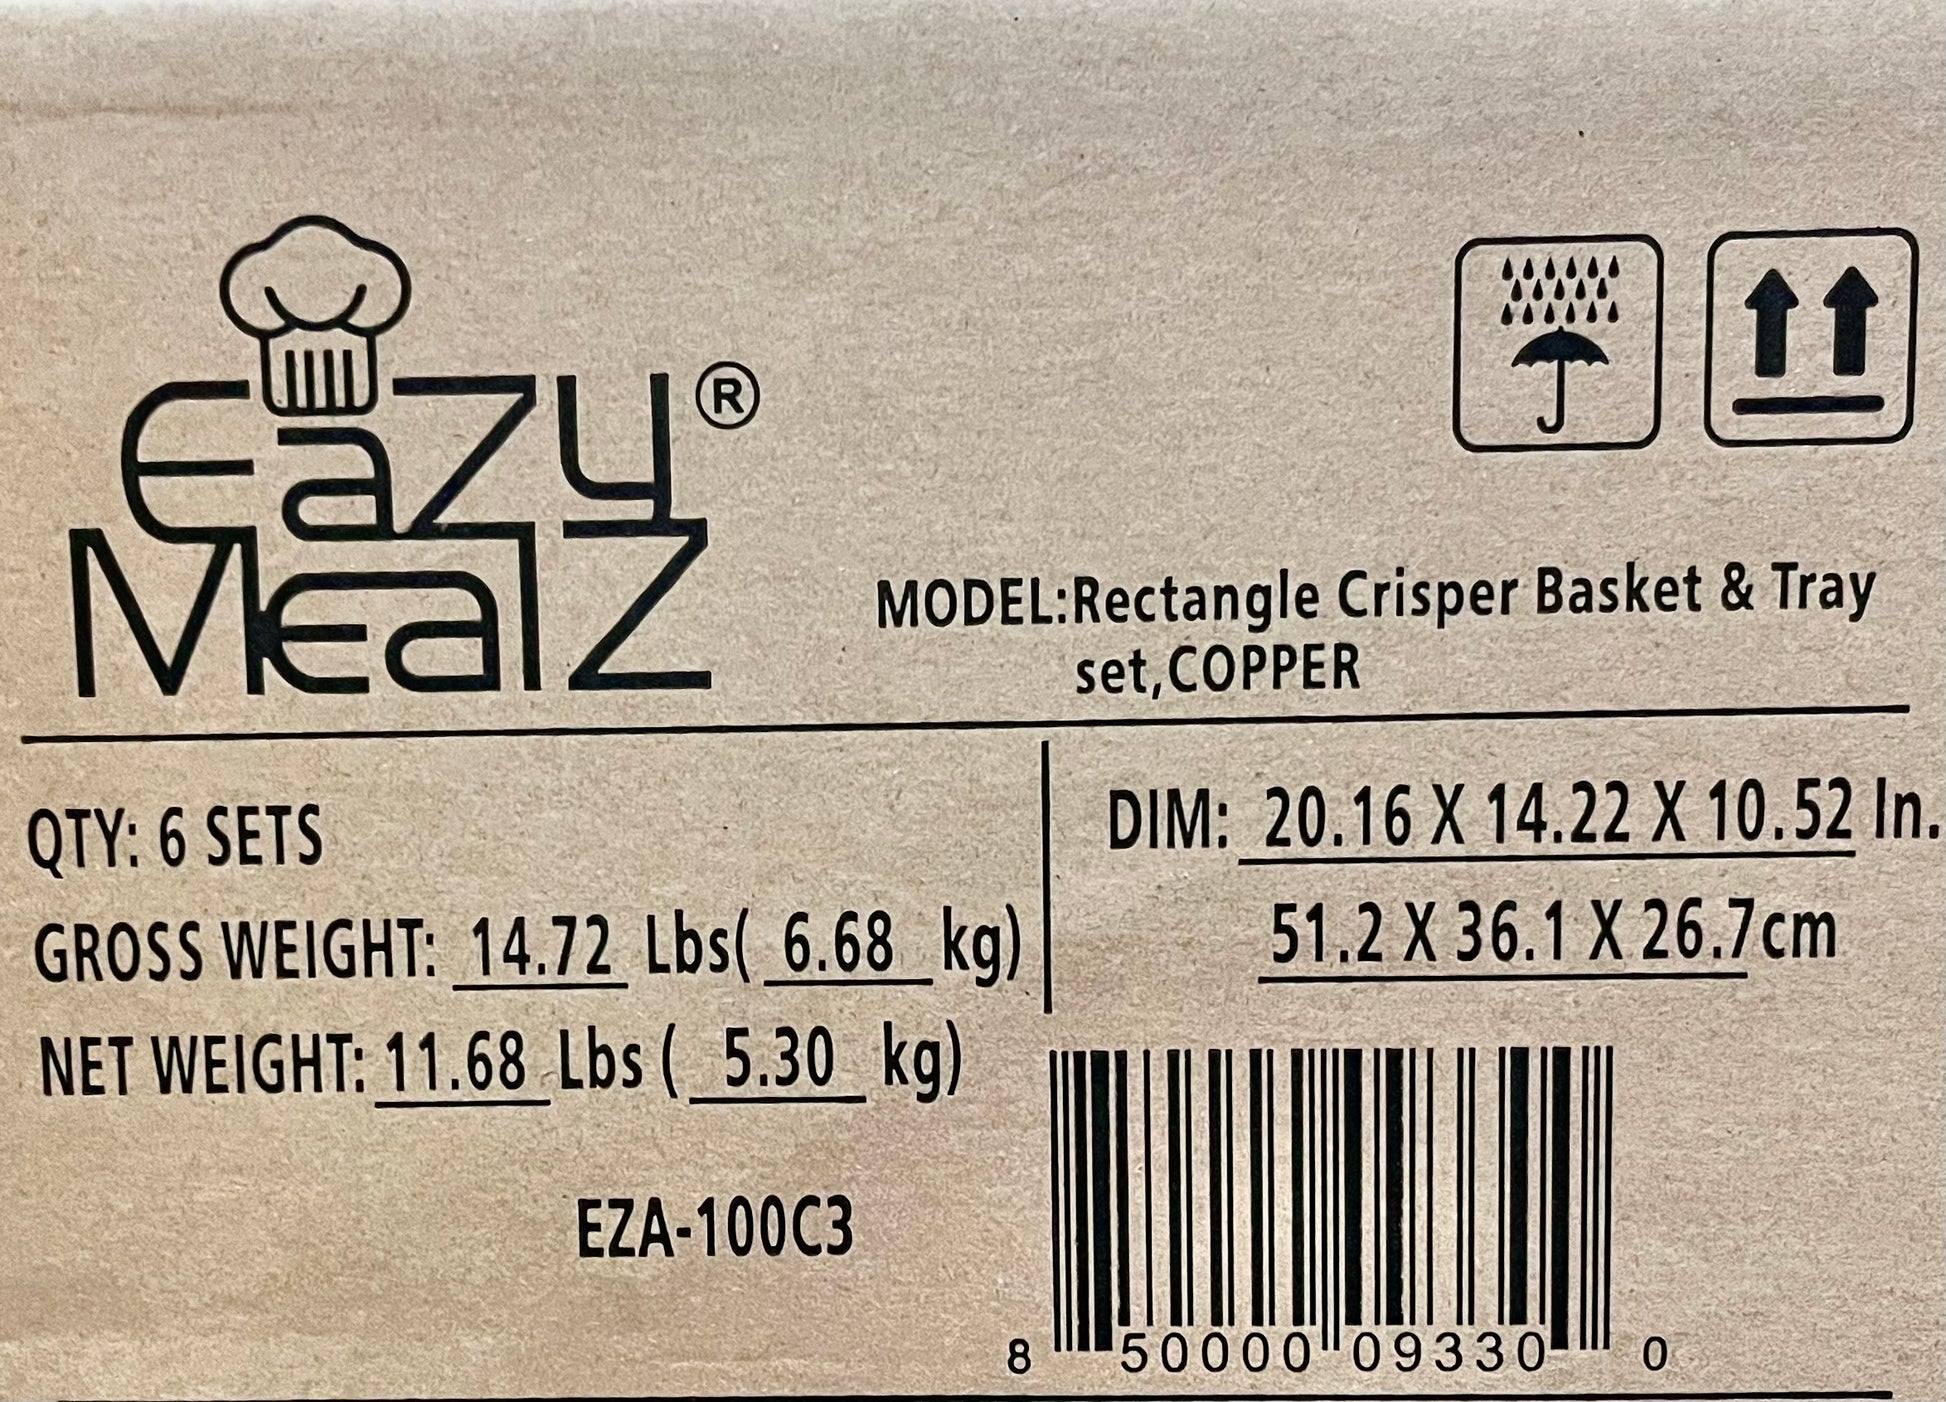 Eazy ®
Mealz
MODEL:Rectangle Crisper Basket & Tray
set,COPPER
QTY: 6 SETS
GROSS WEIGHT: 14.72 Lbs( 6.68 kg)
NET WEIGHT: 11.68 Lbs ( 5.30 kg)
DIM: 20.16 X 14.22 X 10.52 In.
51.2 X 36.1 X 26.7cm
EZA-100C3
8 50000 09330 0